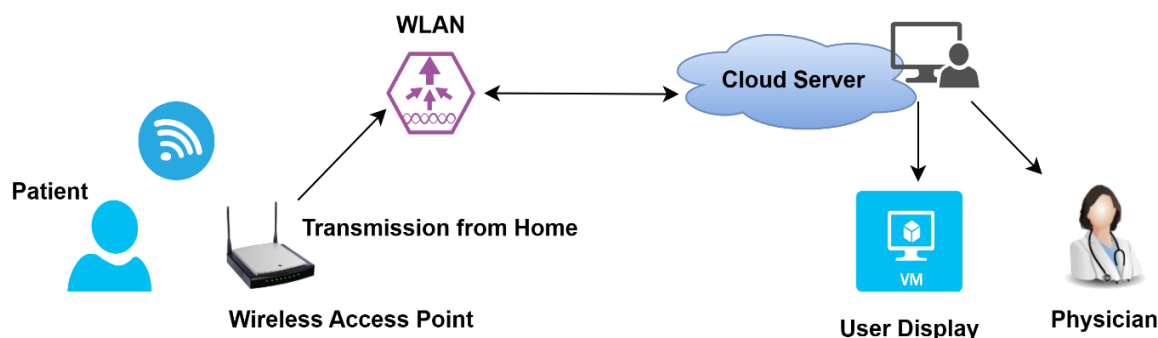 WLAN
Cloud Server
Patient
Transmission from Home
Wireless Access Point
VM
User Display
Physician